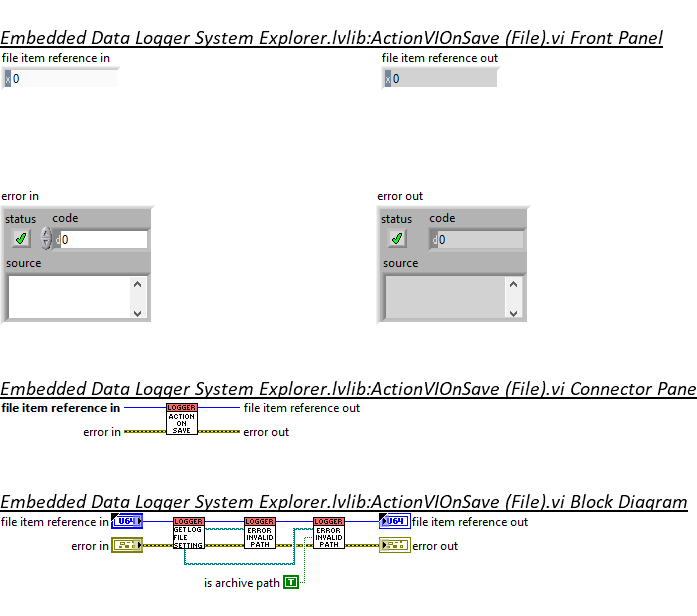 Embedded Data Logger System Explorer.lvlib:ActionVIOnSave (File).vi Front Panel
file item reference in
file item reference out
x 0
x 0
error in
error out
status
code
status
code
d 0
d 0
source
source
Embedded Data Logger System Explorer.lvlib:ActionVIOnSave (File).vi Connector Pane
file item reference in
LOGGER
ACTION
ON
SAVE
file item reference out
error in
error out
Embedded Data Logger System Explorer.lvlib:ActionVIOnSave (File).vi Block Diagram
file item reference in
U64
LOGGER
GETLOG
FILE
SETTING
LOGGER
ERROR
INVALID
PATH
LOGGER
ERROR
INVALID
PATH
U64
file item reference out
error in
error out
is archive path
T